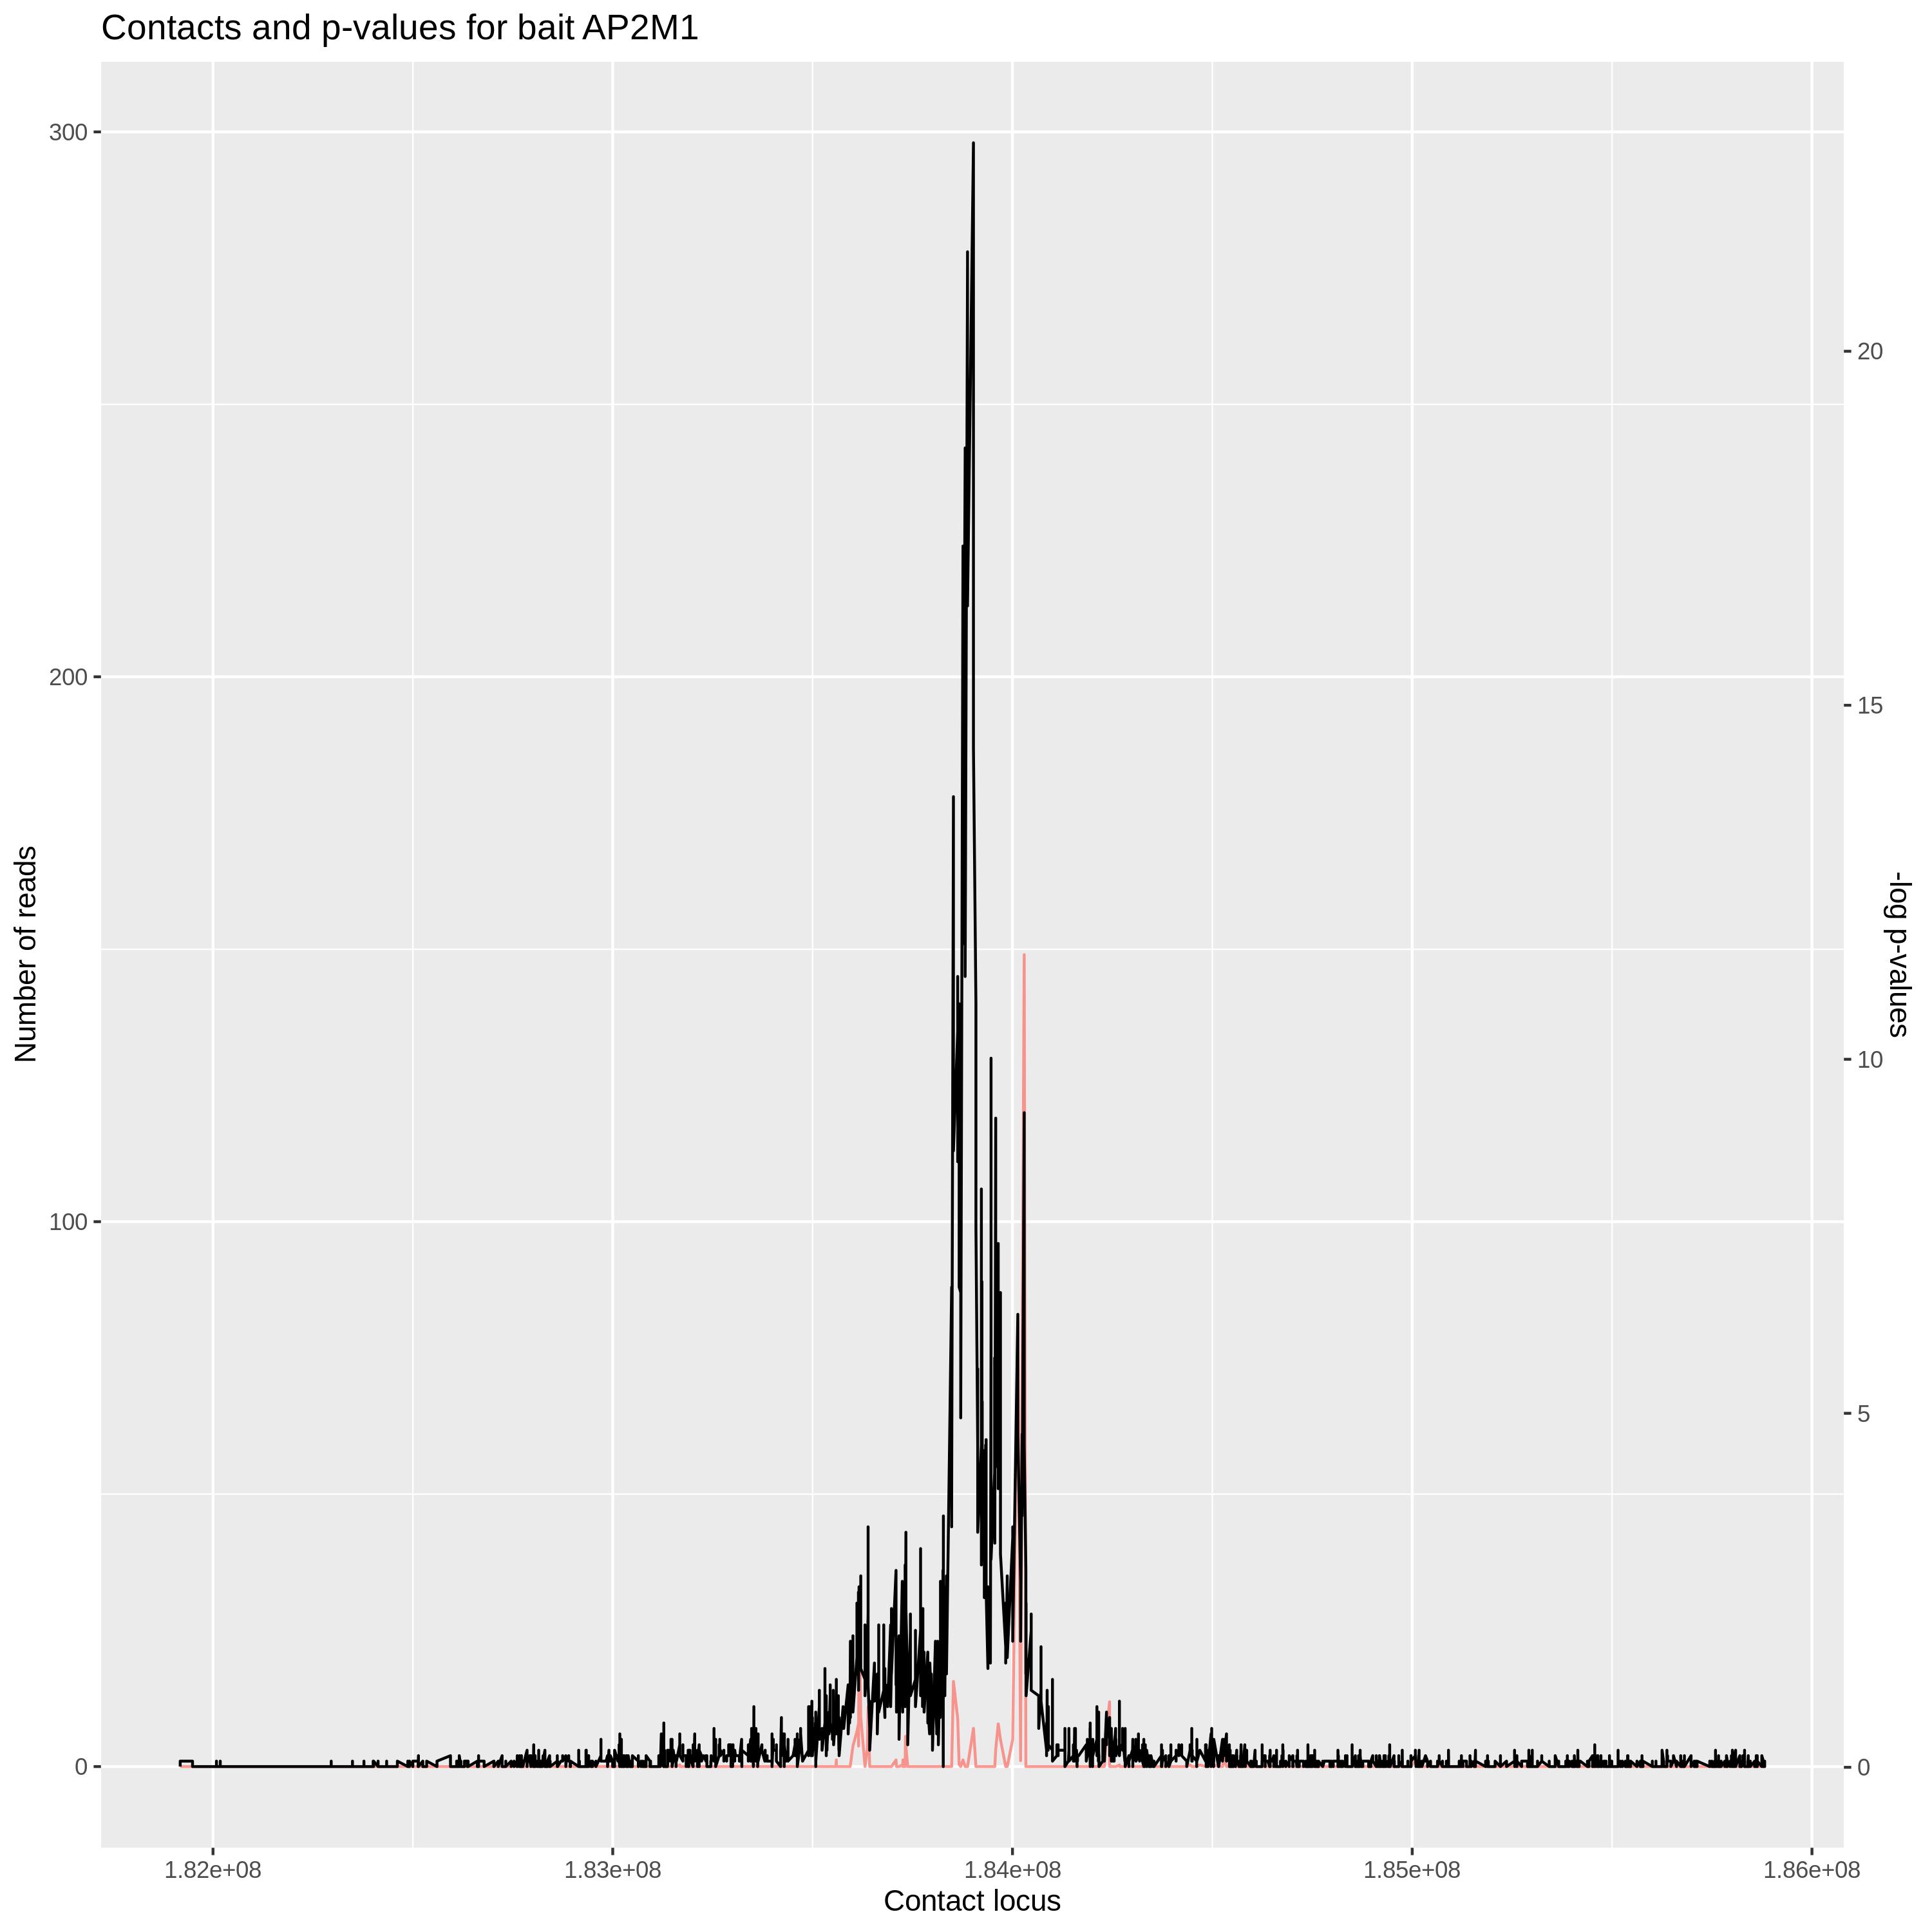 Contacts and p-values for bait AP2M1
300
200
100
0
Number of reads
20
15
10
5
0
-log p-values
1.82e+08
1.83e+08
1.84e+08
1.85e+08
1.86e+08
Contact locus